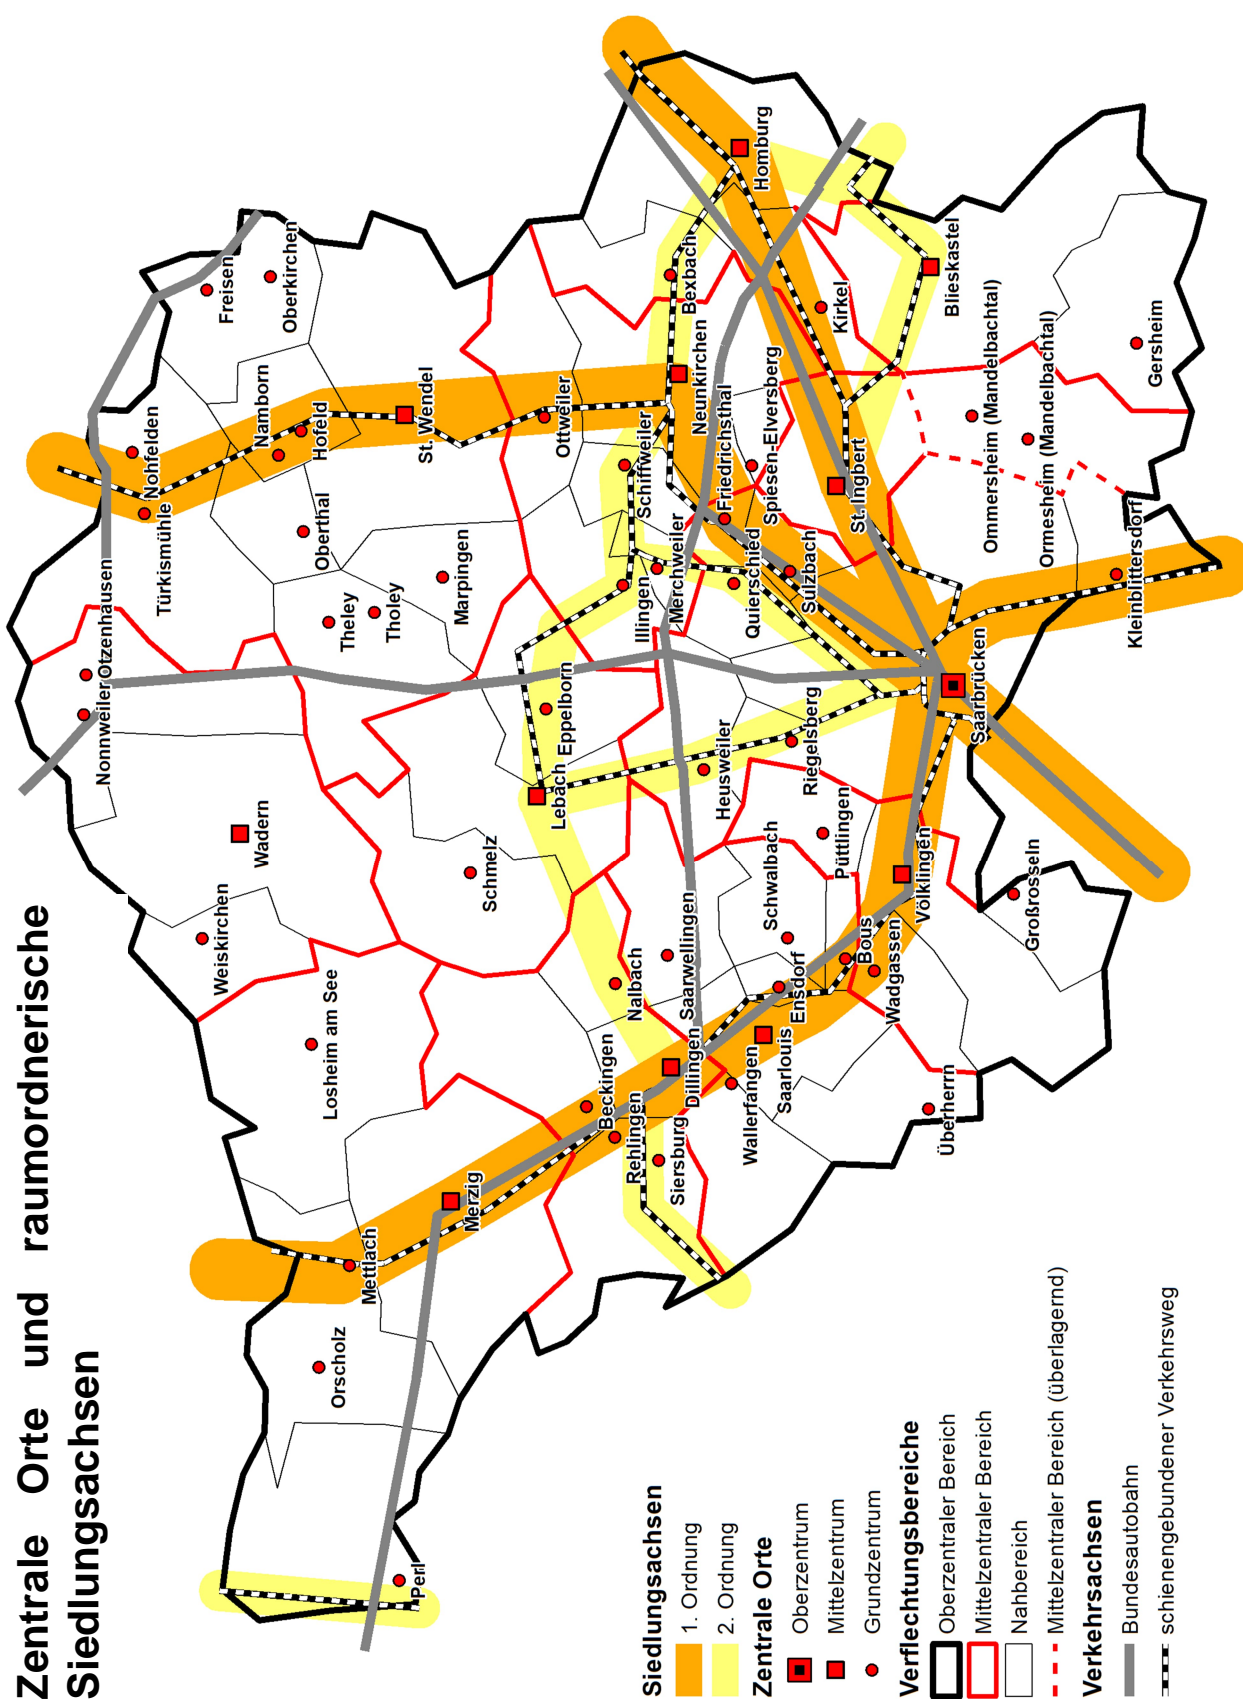 Zentrale Orte und raumordnerische
Siedlungsachsen
Perl
Orscholz
Mettlach
Merzig
Losheim am See
Weiskirchen
Wadern
Nonnweiler
Otzenhausen
Türkismühle
Nohfelden
Namborn
Hofeld
Freisen
Oberkirchen
Oberthal
Theley
Tholey
Marpingen
St. Wendel
Ottweiler
Schmelz
Lebach
Eppelborn
Illingen
Merchweiler
Schiffweiler
Neunkirchen
Bexbach
Homburg
Kirkel
Blieskastel
Spiesen-Elversberg
Friedrichsthal
Quierschied
Sulzbach
St. Ingbert
Beckingen
Rehlingen
Siersburg
Dillingen
Nalbach
Saarwellingen
Wallerfangen
Saarlouis
Ensdorf
Schwalbach
Bous
Wadgassen
Überherrn
Heusweiler
Riegelsberg
Püttlingen
Völklingen
Großrosseln
Saarbrücken
Kleinblittersdorf
Ommersheim (Mandelbachtal)
Ormesheim (Mandelbachtal)
Gersheim
Siedlungsachsen
1. Ordnung
2. Ordnung
Zentrale Orte
Oberzentrum
Mittelzentrum
Grundzentrum
Verflechtungsbereiche
Oberzentraler Bereich
Mittelzentraler Bereich
Nahbereich
Mittelzentraler Bereich (überlagernd)
Verkehrsachsen
Bundesautobahn
schienengebundener Verkehrsweg